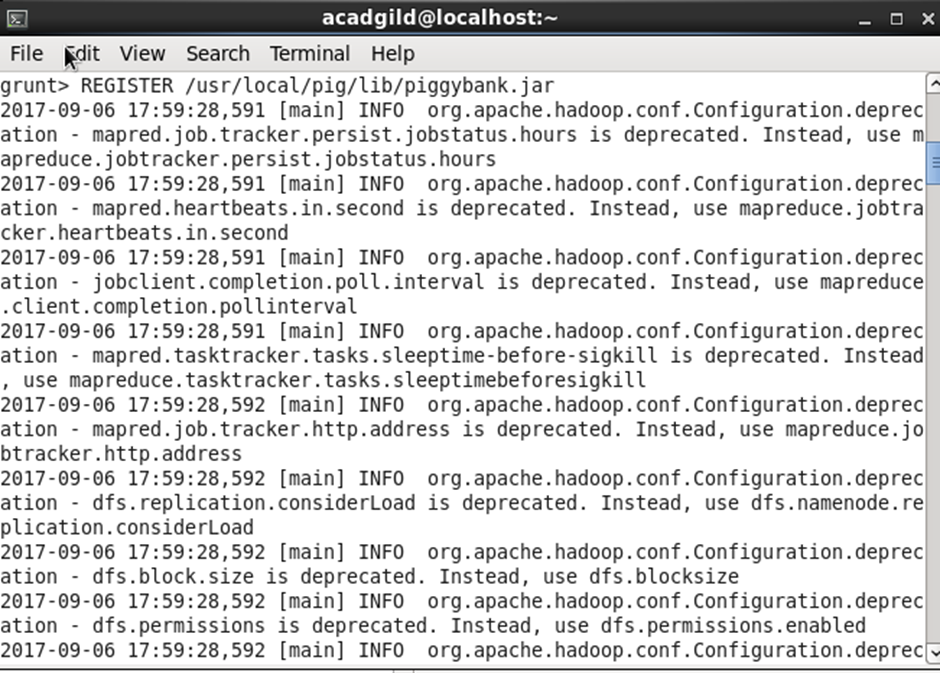 acadgild@localhost:~
File Edit View Search Terminal Help
grunt> REGISTER /usr/local/pig/lib/piggybank.jar
2017-09-06 17:59:28,591 [main] INFO  org.apache.hadoop.conf.Configuration.deprec
ation - mapred.job.tracker.persist.jobstatus.hours is deprecated. Instead, use m
apreduce.jobtracker.persist.jobstatus.hours
2017-09-06 17:59:28,591 [main] INFO  org.apache.hadoop.conf.Configuration.deprec
ation - mapred.heartbeats.in.second is deprecated. Instead, use mapreduce.jobtra
cker.heartbeats.in.second
2017-09-06 17:59:28,591 [main] INFO  org.apache.hadoop.conf.Configuration.deprec
ation - jobclient.completion.poll.interval is deprecated. Instead, use mapreduce
.client.completion.pollinterval
2017-09-06 17:59:28,591 [main] INFO  org.apache.hadoop.conf.Configuration.deprec
ation - mapred.tasktracker.tasks.sleeptime-before-sigkill is deprecated. Instead
, use mapreduce.tasktracker.tasks.sleeptimebeforesigkill
2017-09-06 17:59:28,592 [main] INFO  org.apache.hadoop.conf.Configuration.deprec
ation - mapred.job.tracker.http.address is deprecated. Instead, use mapreduce.jo
btracker.http.address
2017-09-06 17:59:28,592 [main] INFO  org.apache.hadoop.conf.Configuration.deprec
ation - dfs.replication.considerLoad is deprecated. Instead, use dfs.namenode.re
plication.considerLoad
2017-09-06 17:59:28,592 [main] INFO  org.apache.hadoop.conf.Configuration.deprec
ation - dfs.block.size is deprecated. Instead, use dfs.blocksize
2017-09-06 17:59:28,592 [main] INFO  org.apache.hadoop.conf.Configuration.deprec
ation - dfs.permissions is deprecated. Instead, use dfs.permissions.enabled
2017-09-06 17:59:28,592 [main] INFO  org.apache.hadoop.conf.Configuration.deprec